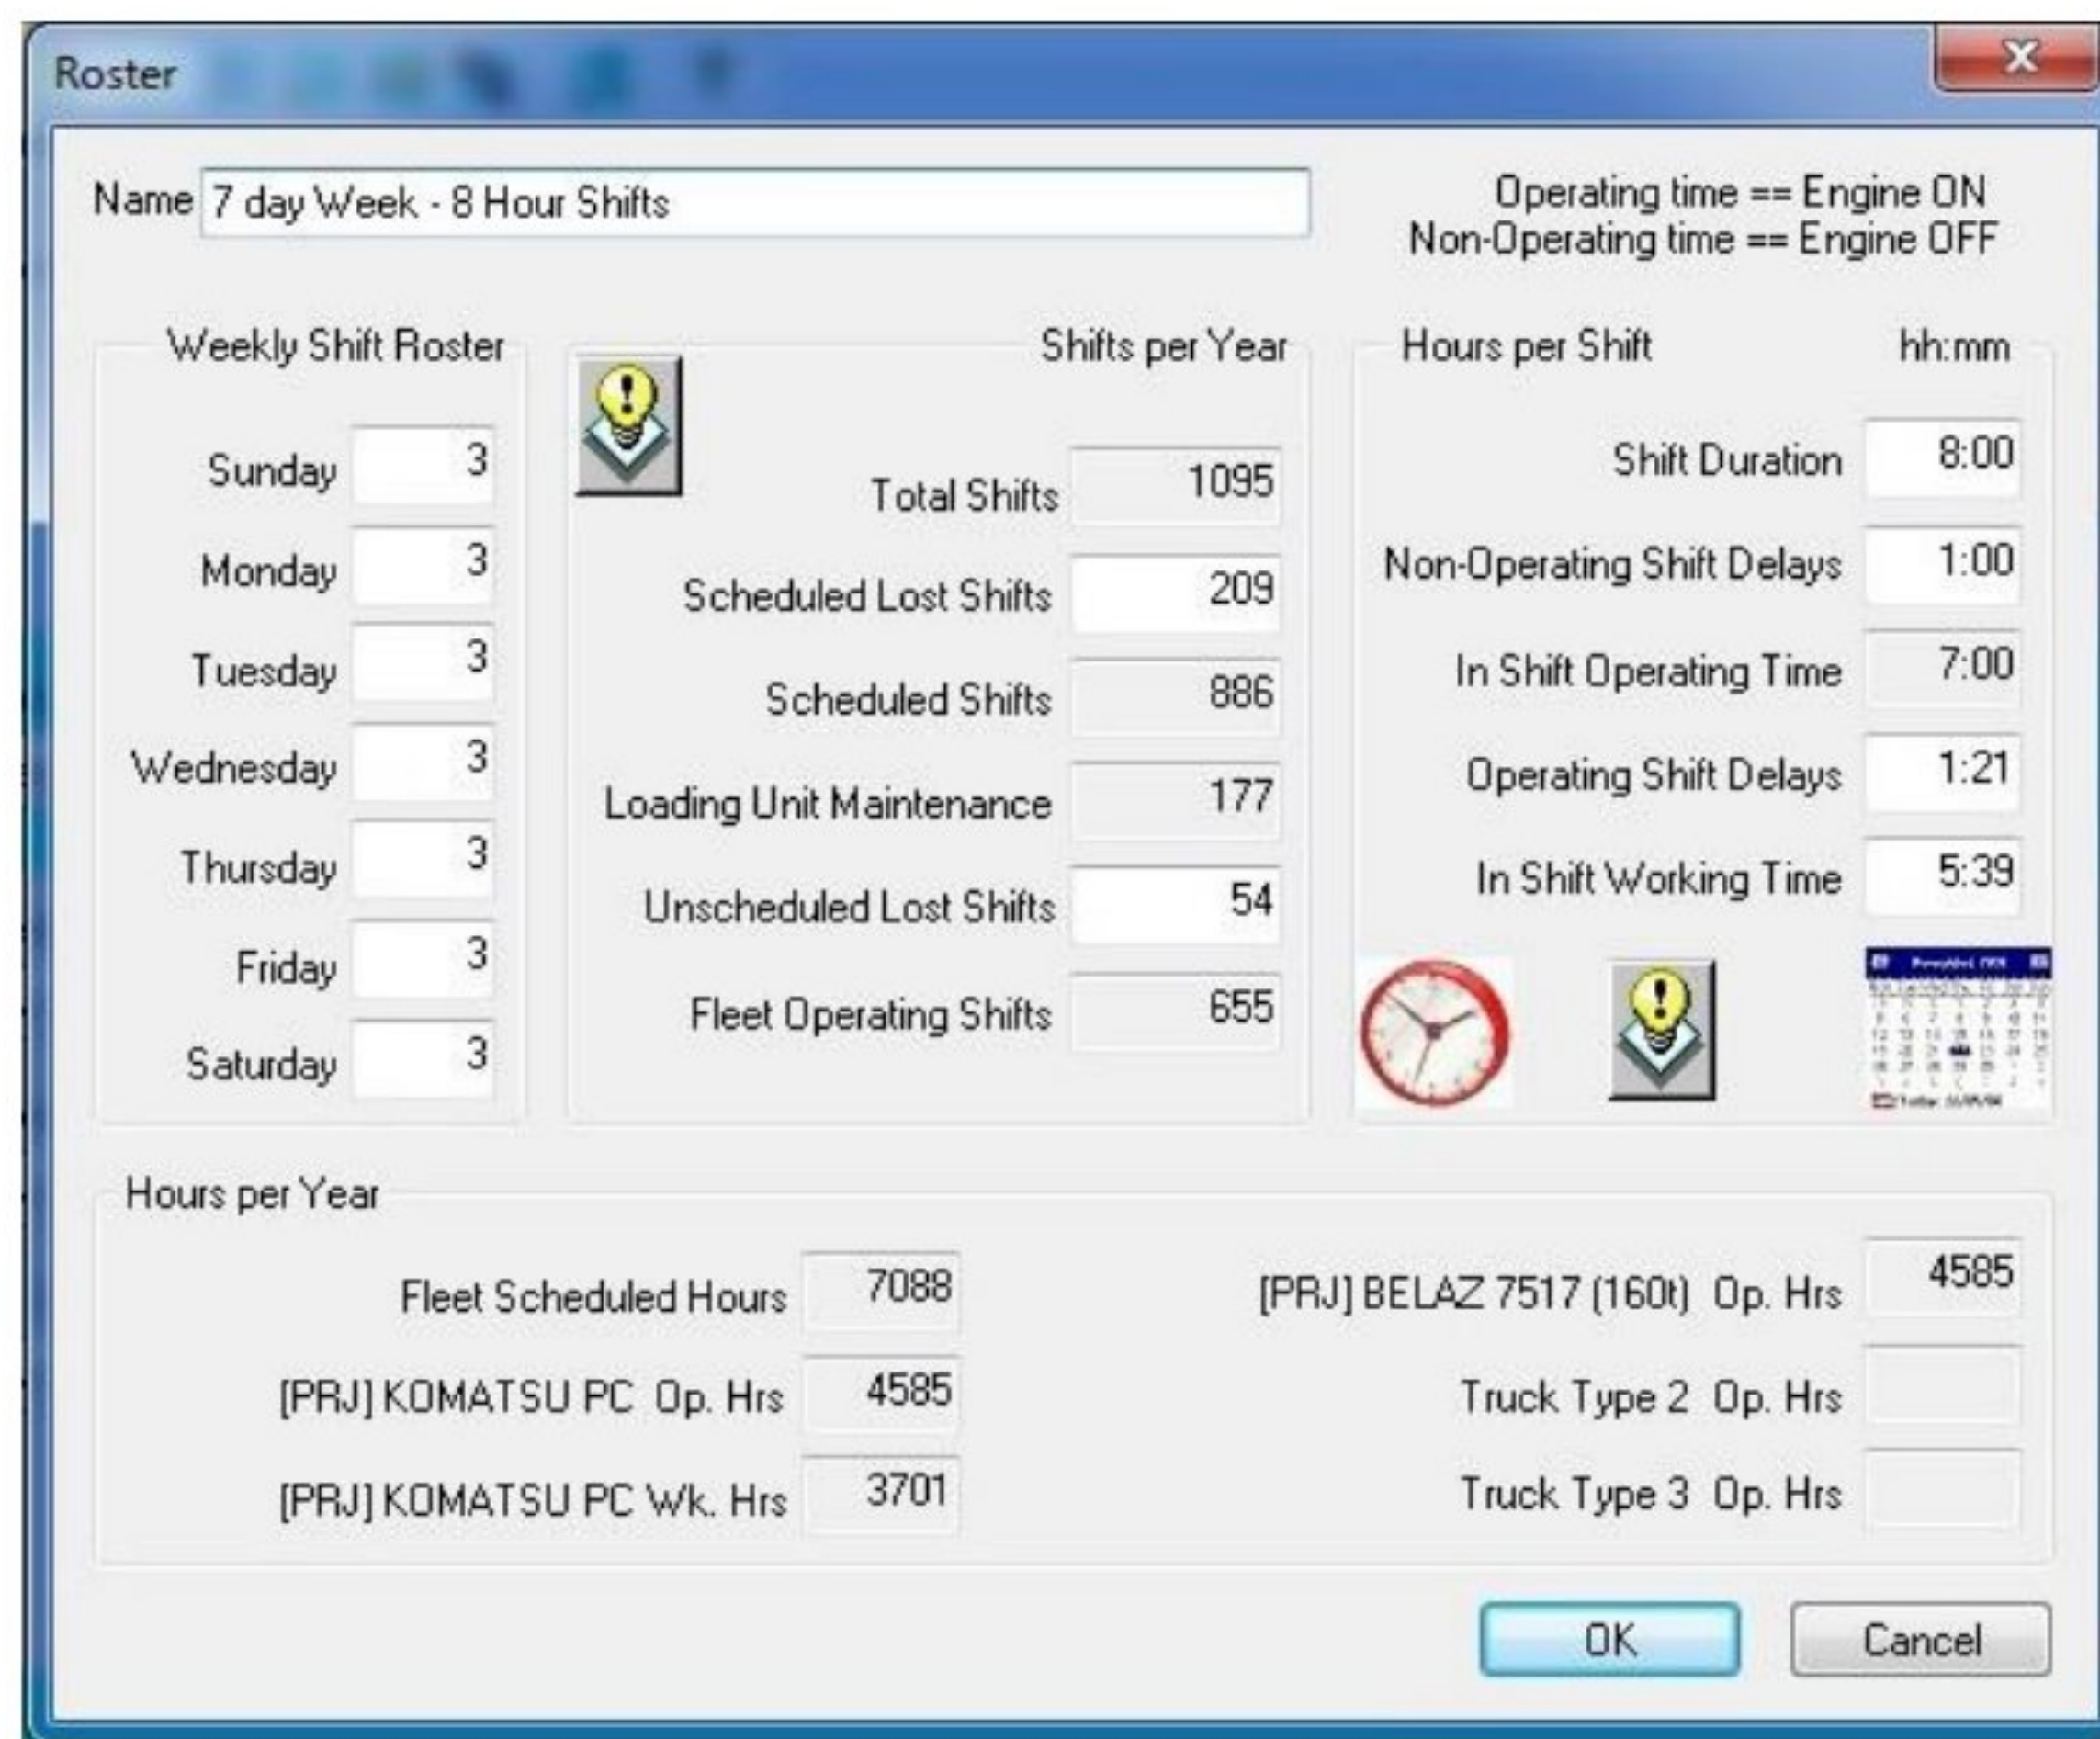 Roster
Name 7 day Week - 8 Hour Shifts
Operating time == Engine ON
Non-Operating time == Engine OFF
Weekly Shift Roster
Sunday 3
Monday 3
Tuesday 3
Wednesday 3
Thursday 3
Friday 3
Saturday 3
Shifts per Year
Total Shifts 1095
Scheduled Lost Shifts 209
Scheduled Shifts 886
Loading Unit Maintenance 177
Unscheduled Lost Shifts 54
Fleet Operating Shifts 655
Hours per Shift hh:mm
Shift Duration 8:00
Non-Operating Shift Delays 1:00
In Shift Operating Time 7:00
Operating Shift Delays 1:21
In Shift Working Time 5:39
Hours per Year
Fleet Scheduled Hours 7088
[PRJ] KOMATSU PC Op. Hrs 4585
[PRJ] KOMATSU PC Wk. Hrs 3701
[PRJ] BELAZ 7517 (160t) Op. Hrs 4585
Truck Type 2 Op. Hrs
Truck Type 3 Op. Hrs
OK Cancel